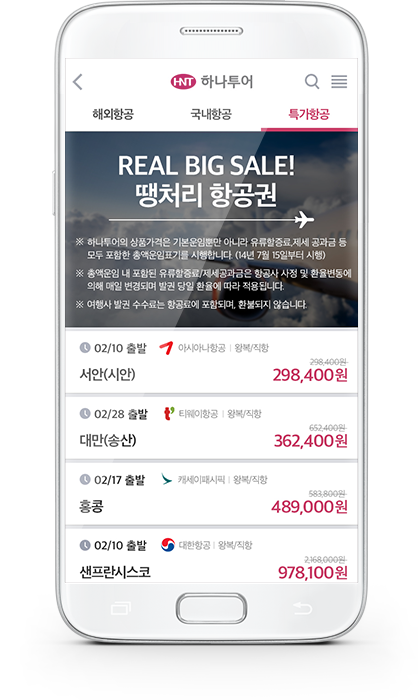 HNT 하나투어
해외항공 국내항공 특가항공
REAL BIG SALE!
땡처리 항공권
※ 하나투어의 상품가격은 기본운임뿐만 아니라 유류할증료,제세 공과금 등
모두 포함한 총액운임표기를 시행합니다. (14년 7월 15일부터 시행)
※ 총액운임 내 포함된 유류할증료/제세공과금은 항공사 사정 및 환율변동에
의해 매일 변경되며 발권 당일 환율에 따라 적용됩니다.
※ 여행사 발권 수수료는 항공료에 포함되며, 환불되지 않습니다.
02/10 출발 아시아나항공 | 왕복/직항
298,400원
서안(시안) 298,400원
02/28 출발 t' 티웨이항공 | 왕복/직항
652,400원
대만(송산) 362,400원
02/17 출발 캐세이패시픽 | 왕복/직항
583,800원
홍콩 489,000원
02/10 출발 대한항공 | 왕복/직항
2,168,000원
샌프란시스코 978,100원